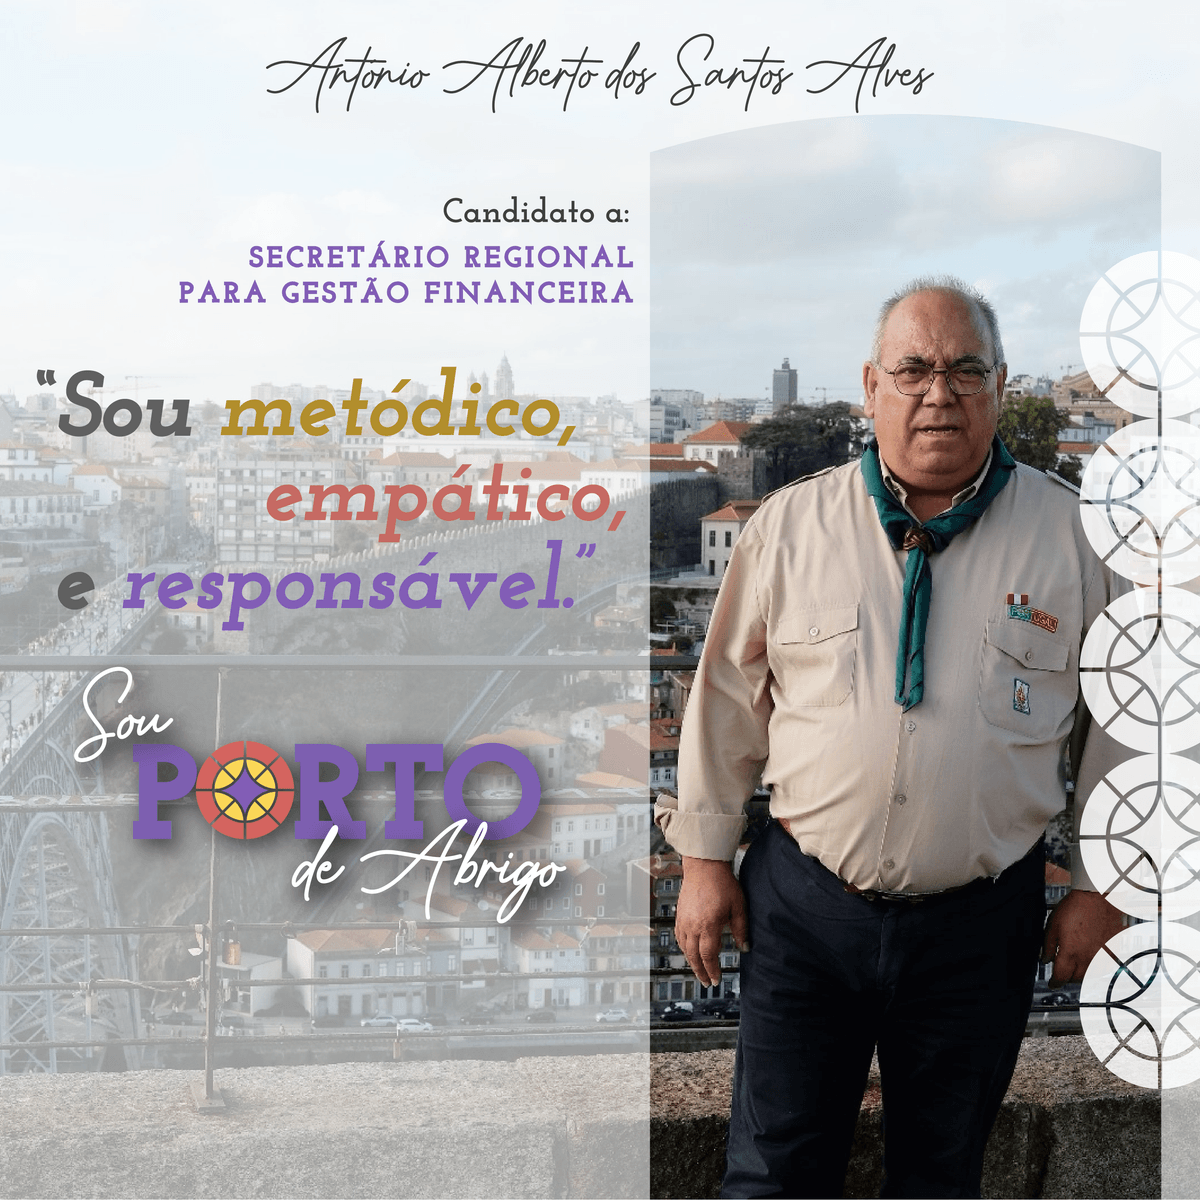 António Alberto dos Santos Alves
Candidato a:
SECRETÁRIO REGIONAL
PARA GESTÃO FINANCEIRA
“Sou metódico,
empático,
e responsável.”
Sou
PORTO
de Abrigo
PORTUGAL